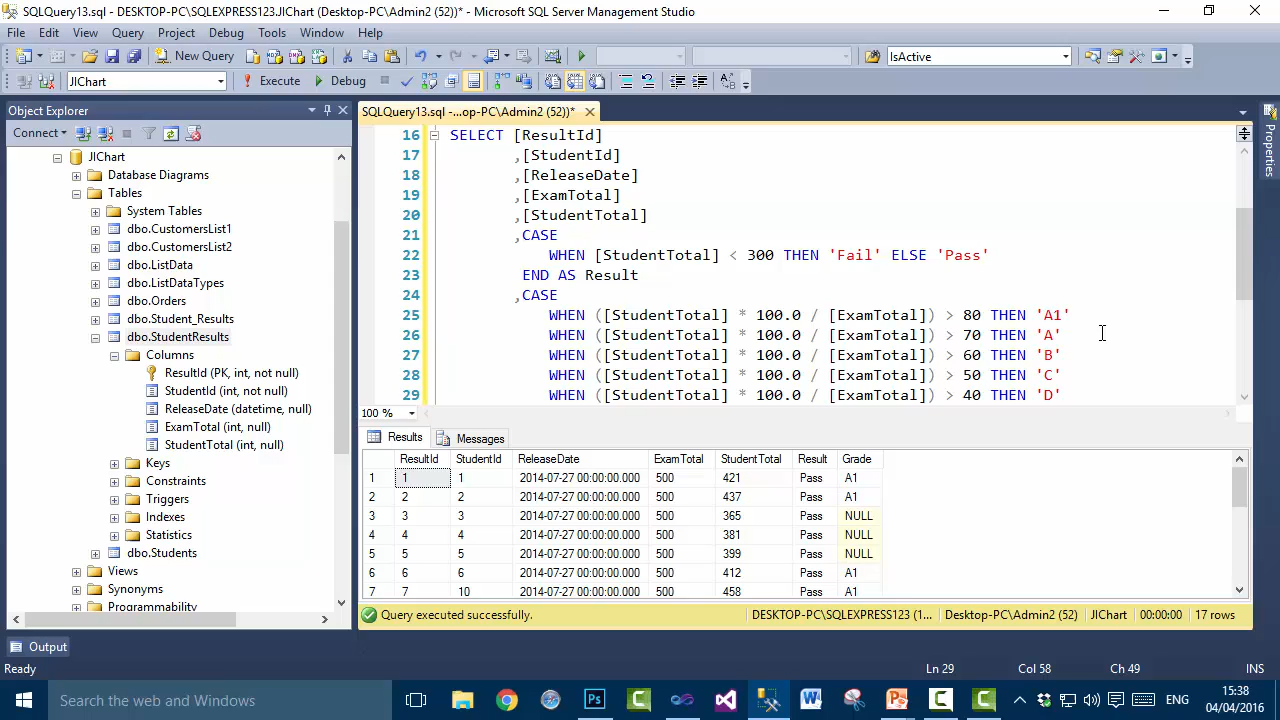 SQLQuery13.sql - DESKTOP-PC\SQLEXPRESS123.JIChart (Desktop-PC\Admin2 (52))* - Microsoft SQL Server Management Studio
File Edit View Query Project Debug Tools Window Help
New Query IsActive
JIChart Execute Debug
Object Explorer
Connect
JIChart
Database Diagrams
Tables
System Tables
dbo.CustomersList1
dbo.CustomersList2
dbo.ListData
dbo.ListDataTypes
dbo.Orders
dbo.Student_Results
dbo.StudentResults
Columns
ResultId (PK, int, not null)
StudentId (int, not null)
ReleaseDate (datetime, null)
ExamTotal (int, null)
StudentTotal (int, null)
Keys
Constraints
Triggers
Indexes
Statistics
dbo.Students
Views
Synonyms
Programmability
SQLQuery13.sql -...op-PC\Admin2 (52))*
16 SELECT [ResultId]
17 ,[StudentId]
18 ,[ReleaseDate]
19 ,[ExamTotal]
20 ,[StudentTotal]
21 ,CASE
22 WHEN [StudentTotal] < 300 THEN 'Fail' ELSE 'Pass'
23 END AS Result
24 ,CASE
25 WHEN ([StudentTotal] * 100.0 / [ExamTotal]) > 80 THEN 'A1'
26 WHEN ([StudentTotal] * 100.0 / [ExamTotal]) > 70 THEN 'A'
27 WHEN ([StudentTotal] * 100.0 / [ExamTotal]) > 60 THEN 'B'
28 WHEN ([StudentTotal] * 100.0 / [ExamTotal]) > 50 THEN 'C'
29 WHEN ([StudentTotal] * 100.0 / [ExamTotal]) > 40 THEN 'D'
100 %
Results Messages
ResultId StudentId ReleaseDate ExamTotal StudentTotal Result Grade
1 1 1 2014-07-27 00:00:00.000 500 421 Pass A1
2 2 2 2014-07-27 00:00:00.000 500 437 Pass A1
3 3 3 2014-07-27 00:00:00.000 500 365 Pass NULL
4 4 4 2014-07-27 00:00:00.000 500 381 Pass NULL
5 5 5 2014-07-27 00:00:00.000 500 399 Pass NULL
6 6 6 2014-07-27 00:00:00.000 500 412 Pass A1
7 7 10 2014-07-27 00:00:00.000 500 458 Pass A1
Query executed successfully. DESKTOP-PC\SQLEXPRESS123 (1... Desktop-PC\Admin2 (52) JIChart 00:00:00 17 rows
Properties
Output
Ready Ln 29 Col 58 Ch 49 INS
Search the web and Windows
ENG
15:38
04/04/2016